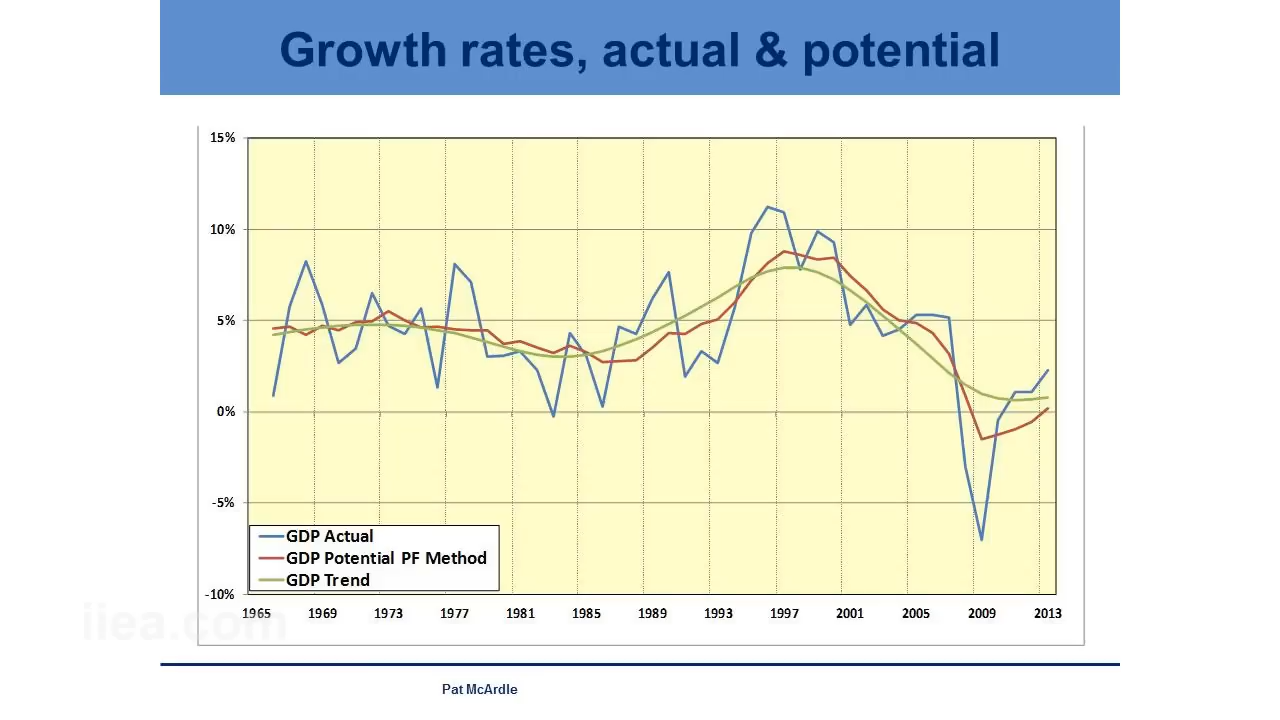 Growth rates, actual & potential
15%
10%
5%
0%
-5%
-10%
GDP Actual
GDP Potential PF Method
GDP Trend
1965 1969 1973 1977 1981 1985 1989 1993 1997 2001 2005 2009 2013
iiea.com
Pat McArdle